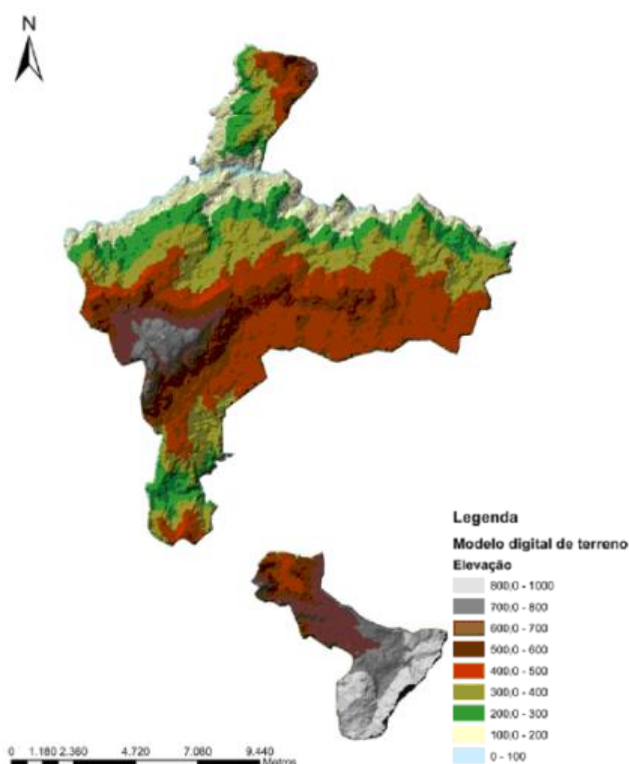 N
Legenda
Modelo digital de terreno
Elevação
800,0 - 1000
700,0 - 800
600,0 - 700
500,0 - 600
400,0 - 500
300,0 - 400
200,0 - 300
100,0 - 200
0 - 100
0 1.180 2.360 4.720 7.080 9.440
Metros